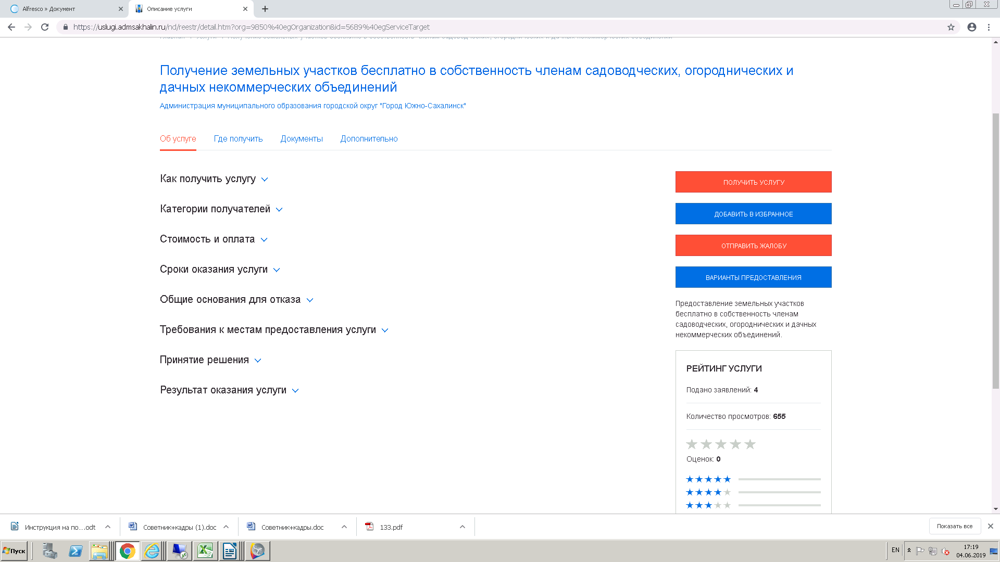 Alfresco » Документ
Описание услуги
https://uslugi.admsakhalin.ru/nd/reestr/detail.htm?org=9850%40egOrganization&id=5689%40egServiceTarget
Получение земельных участков бесплатно в собственность членам садоводческих, огороднических и
дачных некоммерческих объединений
Администрация муниципального образования городской округ "Город Южно-Сахалинск"
Об услуге
Где получить
Документы
Дополнительно
Как получить услугу
Категории получателей
Стоимость и оплата
Сроки оказания услуги
Общие основания для отказа
Требования к местам предоставления услуги
Принятие решения
Результат оказания услуги
ПОЛУЧИТЬ УСЛУГУ
ДОБАВИТЬ В ИЗБРАННОЕ
ОТПРАВИТЬ ЖАЛОБУ
ВАРИАНТЫ ПРЕДОСТАВЛЕНИЯ
Предоставление земельных участков
бесплатно в собственность членам
садоводческих, огороднических и дачных
некоммерческих объединений.
РЕЙТИНГ УСЛУГИ
Подано заявлений: 4
Количество просмотров: 655
Оценок: 0
Инструкция на по....odt
Советник+кадры (1).doc
Советник+кадры.doc
133.pdf
Показать все
Пуск
EN
17:19
04.06.2019